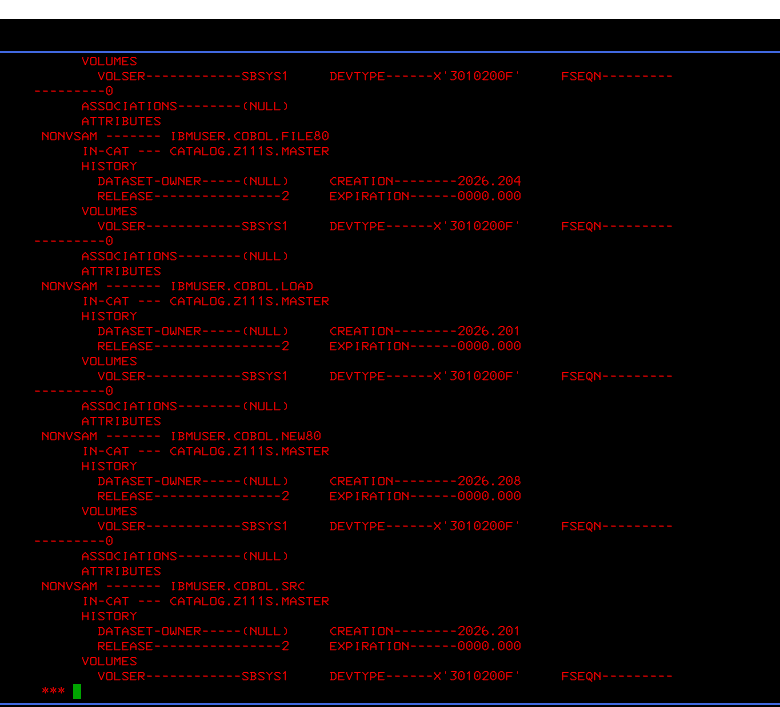 VOLUMES
VOLSER------------SBSYS1     DEVTYPE------X'3010200F'     FSEQN---------
---------0
ASSOCIATIONS--------(NULL)
ATTRIBUTES
NONVSAM ------- IBMUSER.COBOL.FILE80
IN-CAT --- CATALOG.Z111S.MASTER
HISTORY
DATASET-OWNER-----(NULL)     CREATION--------2026.204
RELEASE----------------2     EXPIRATION------0000.000
VOLUMES
VOLSER------------SBSYS1     DEVTYPE------X'3010200F'     FSEQN---------
---------0
ASSOCIATIONS--------(NULL)
ATTRIBUTES
NONVSAM ------- IBMUSER.COBOL.LOAD
IN-CAT --- CATALOG.Z111S.MASTER
HISTORY
DATASET-OWNER-----(NULL)     CREATION--------2026.201
RELEASE----------------2     EXPIRATION------0000.000
VOLUMES
VOLSER------------SBSYS1     DEVTYPE------X'3010200F'     FSEQN---------
---------0
ASSOCIATIONS--------(NULL)
ATTRIBUTES
NONVSAM ------- IBMUSER.COBOL.NEW80
IN-CAT --- CATALOG.Z111S.MASTER
HISTORY
DATASET-OWNER-----(NULL)     CREATION--------2026.208
RELEASE----------------2     EXPIRATION------0000.000
VOLUMES
VOLSER------------SBSYS1     DEVTYPE------X'3010200F'     FSEQN---------
---------0
ASSOCIATIONS--------(NULL)
ATTRIBUTES
NONVSAM ------- IBMUSER.COBOL.SRC
IN-CAT --- CATALOG.Z111S.MASTER
HISTORY
DATASET-OWNER-----(NULL)     CREATION--------2026.201
RELEASE----------------2     EXPIRATION------0000.000
VOLUMES
VOLSER------------SBSYS1     DEVTYPE------X'3010200F'     FSEQN---------
***